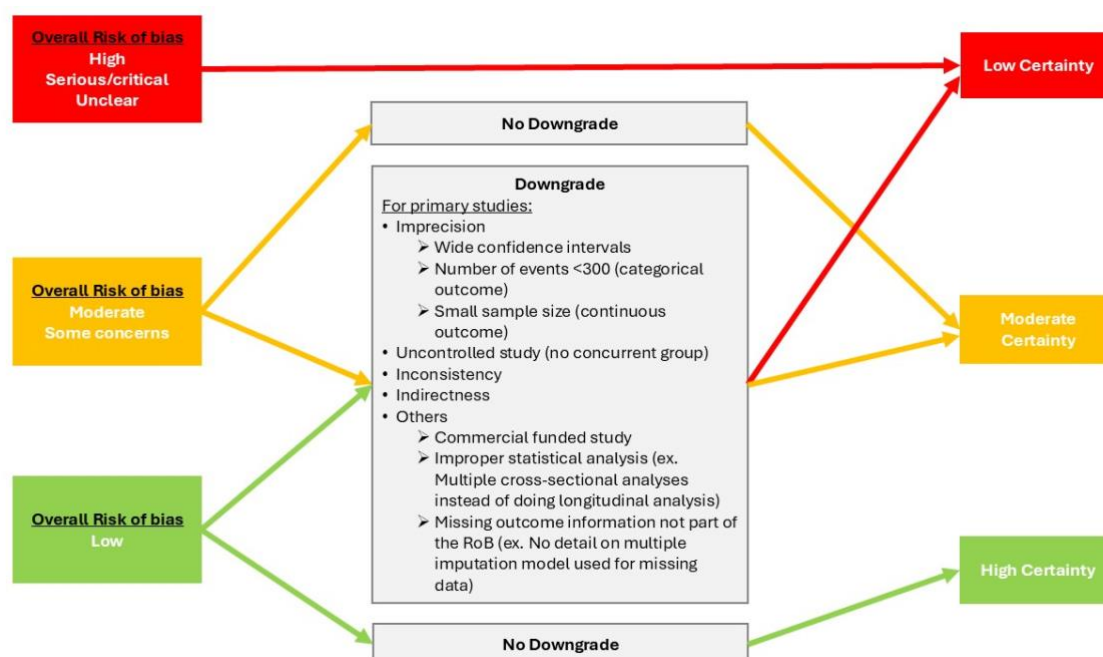 Overall Risk of bias
High
Serious/critical
Unclear
Low Certainty
No Downgrade
Downgrade
For primary studies:
• Imprecision
➤ Wide confidence intervals
➤ Number of events <300 (categorical
outcome)
➤ Small sample size (continuous
outcome)
• Uncontrolled study (no concurrent group)
• Inconsistency
• Indirectness
• Others
➤ Commercial funded study
➤ Improper statistical analysis (ex.
Multiple cross-sectional analyses
instead of doing longitudinal analysis)
➤ Missing outcome information not part of
the RoB (ex. No detail on multiple
imputation model used for missing
data)
Overall Risk of bias
Moderate
Some concerns
Moderate
Certainty
Overall Risk of bias
Low
High Certainty
No Downgrade